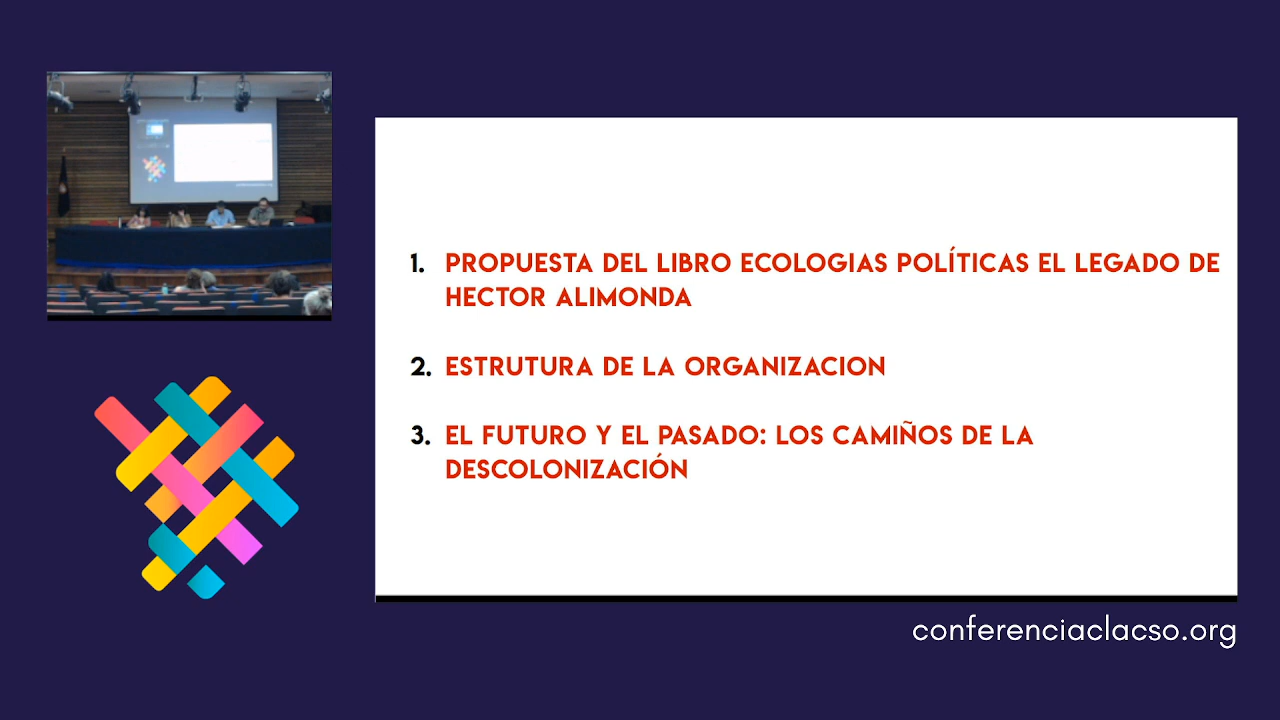 1. PROPUESTA DEL LIBRO ECOLOGIAS POLÍTICAS EL LEGADO DE
HECTOR ALIMONDA
2. ESTRUTURA DE LA ORGANIZACION
3. EL FUTURO Y EL PASADO: LOS CAMIÑOS DE LA
DESCOLONIZACIÓN
conferenciaclacso.org